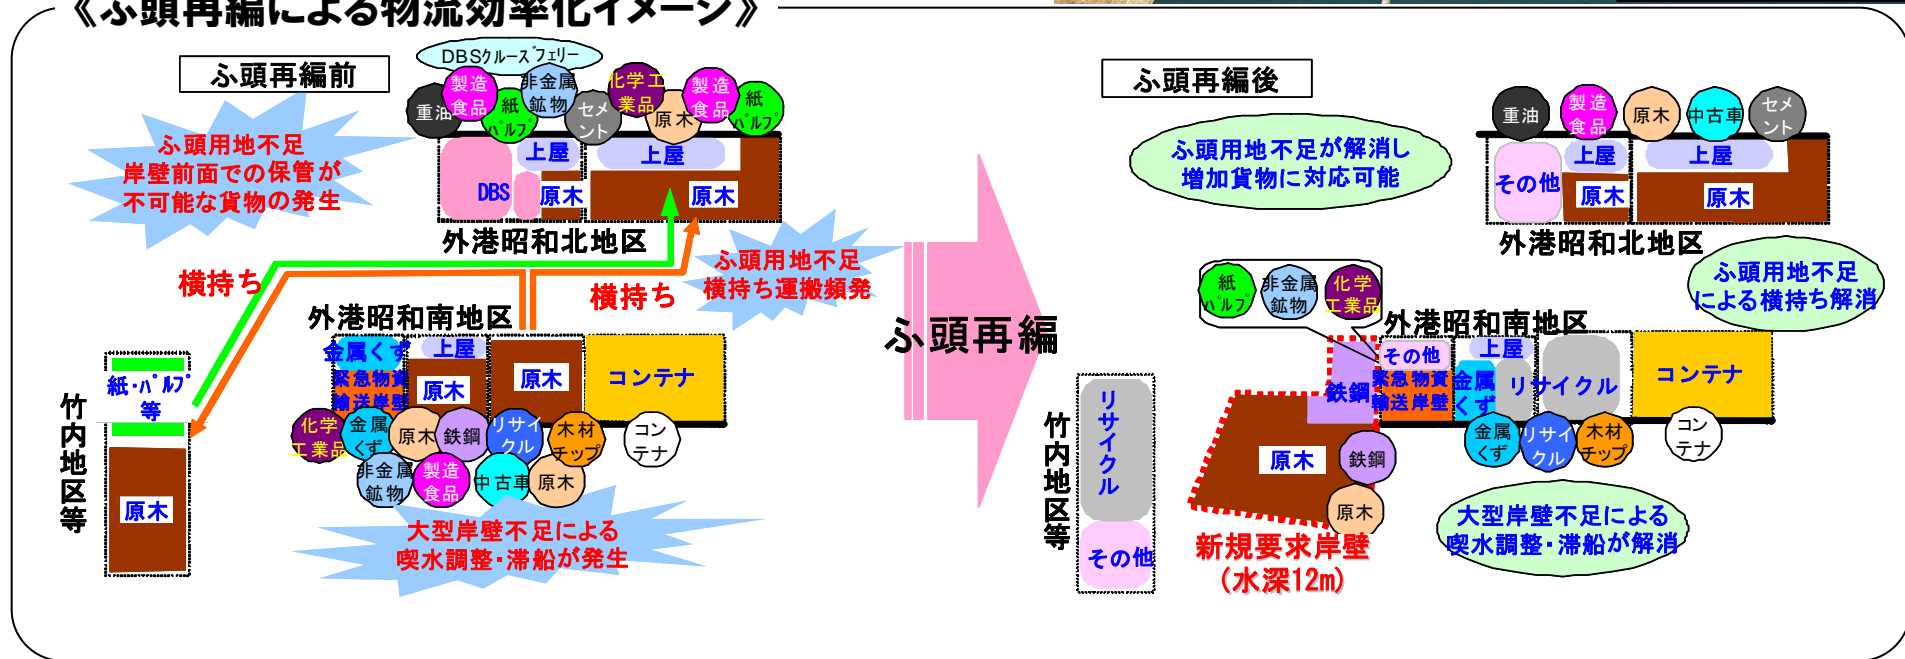 《ふ頭再編による物流効率化イメージ》
ふ頭再編前
DBSクルーズフェリー
重油
製造
食品
紙
パルプ
非金属
鉱物
セメ
ント
化学工
業品
原木
製造
食品
紙
パルプ
ふ頭用地不足
岸壁前面での保管が
不可能な貨物の発生
上屋
上屋
DBS
原木
原木
外港昭和北地区
横持ち
横持ち
ふ頭用地不足
横持ち運搬頻発
外港昭和南地区
金属くず
緊急物資
輸送岸壁
上屋
原木
原木
コンテナ
紙・パルプ
等
原木
竹内地区等
化学
工業品
金属
くず
原木
鉄鋼
リサイ
クル
木材
チップ
コン
テナ
非金属
鉱物
製造
食品
中古車
原木
大型岸壁不足による
喫水調整・滞船が発生
ふ頭再編
ふ頭再編後
ふ頭用地不足が解消し
増加貨物に対応可能
重油
製造
食品
原木
中古車
セメ
ント
その他
上屋
上屋
原木
原木
外港昭和北地区
ふ頭用地不足
による横持ち解消
紙
パルプ
非金属
鉱物
化学
工業品
外港昭和南地区
鉄鋼
その他
緊急物資
輸送岸壁
上屋
金属
くず
リサイクル
コンテナ
金属
くず
リサイ
クル
木材
チップ
コン
テナ
原木
鉄鋼
原木
新規要求岸壁
(水深12m)
リサイクル
その他
竹内地区等
大型岸壁不足による
喫水調整・滞船が解消